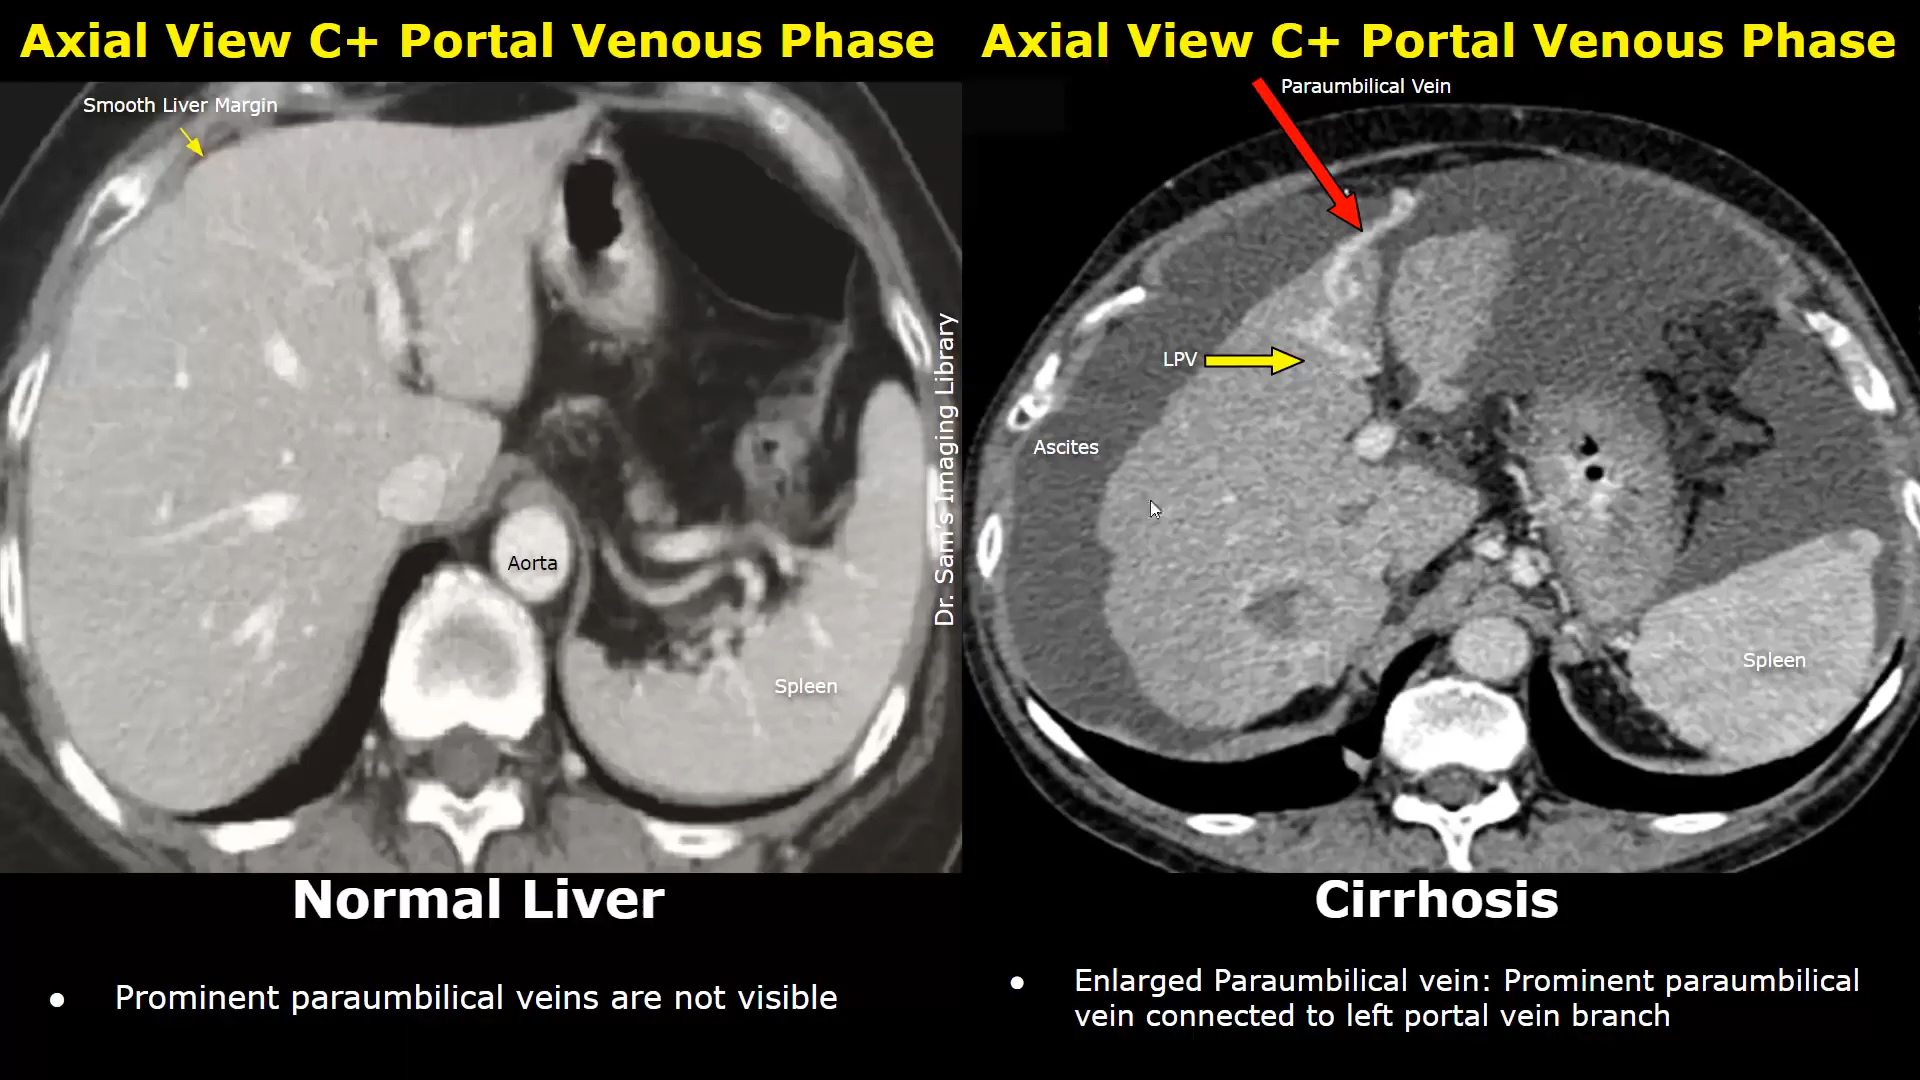 Axial View C+ Portal Venous Phase
Smooth Liver Margin
Aorta
Spleen
Dr. Sam's Imaging Library
Normal Liver
● Prominent paraumbilical veins are not visible
Axial View C+ Portal Venous Phase
Paraumbilical Vein
LPV
Ascites
Spleen
Cirrhosis
● Enlarged Paraumbilical vein: Prominent paraumbilical
vein connected to left portal vein branch